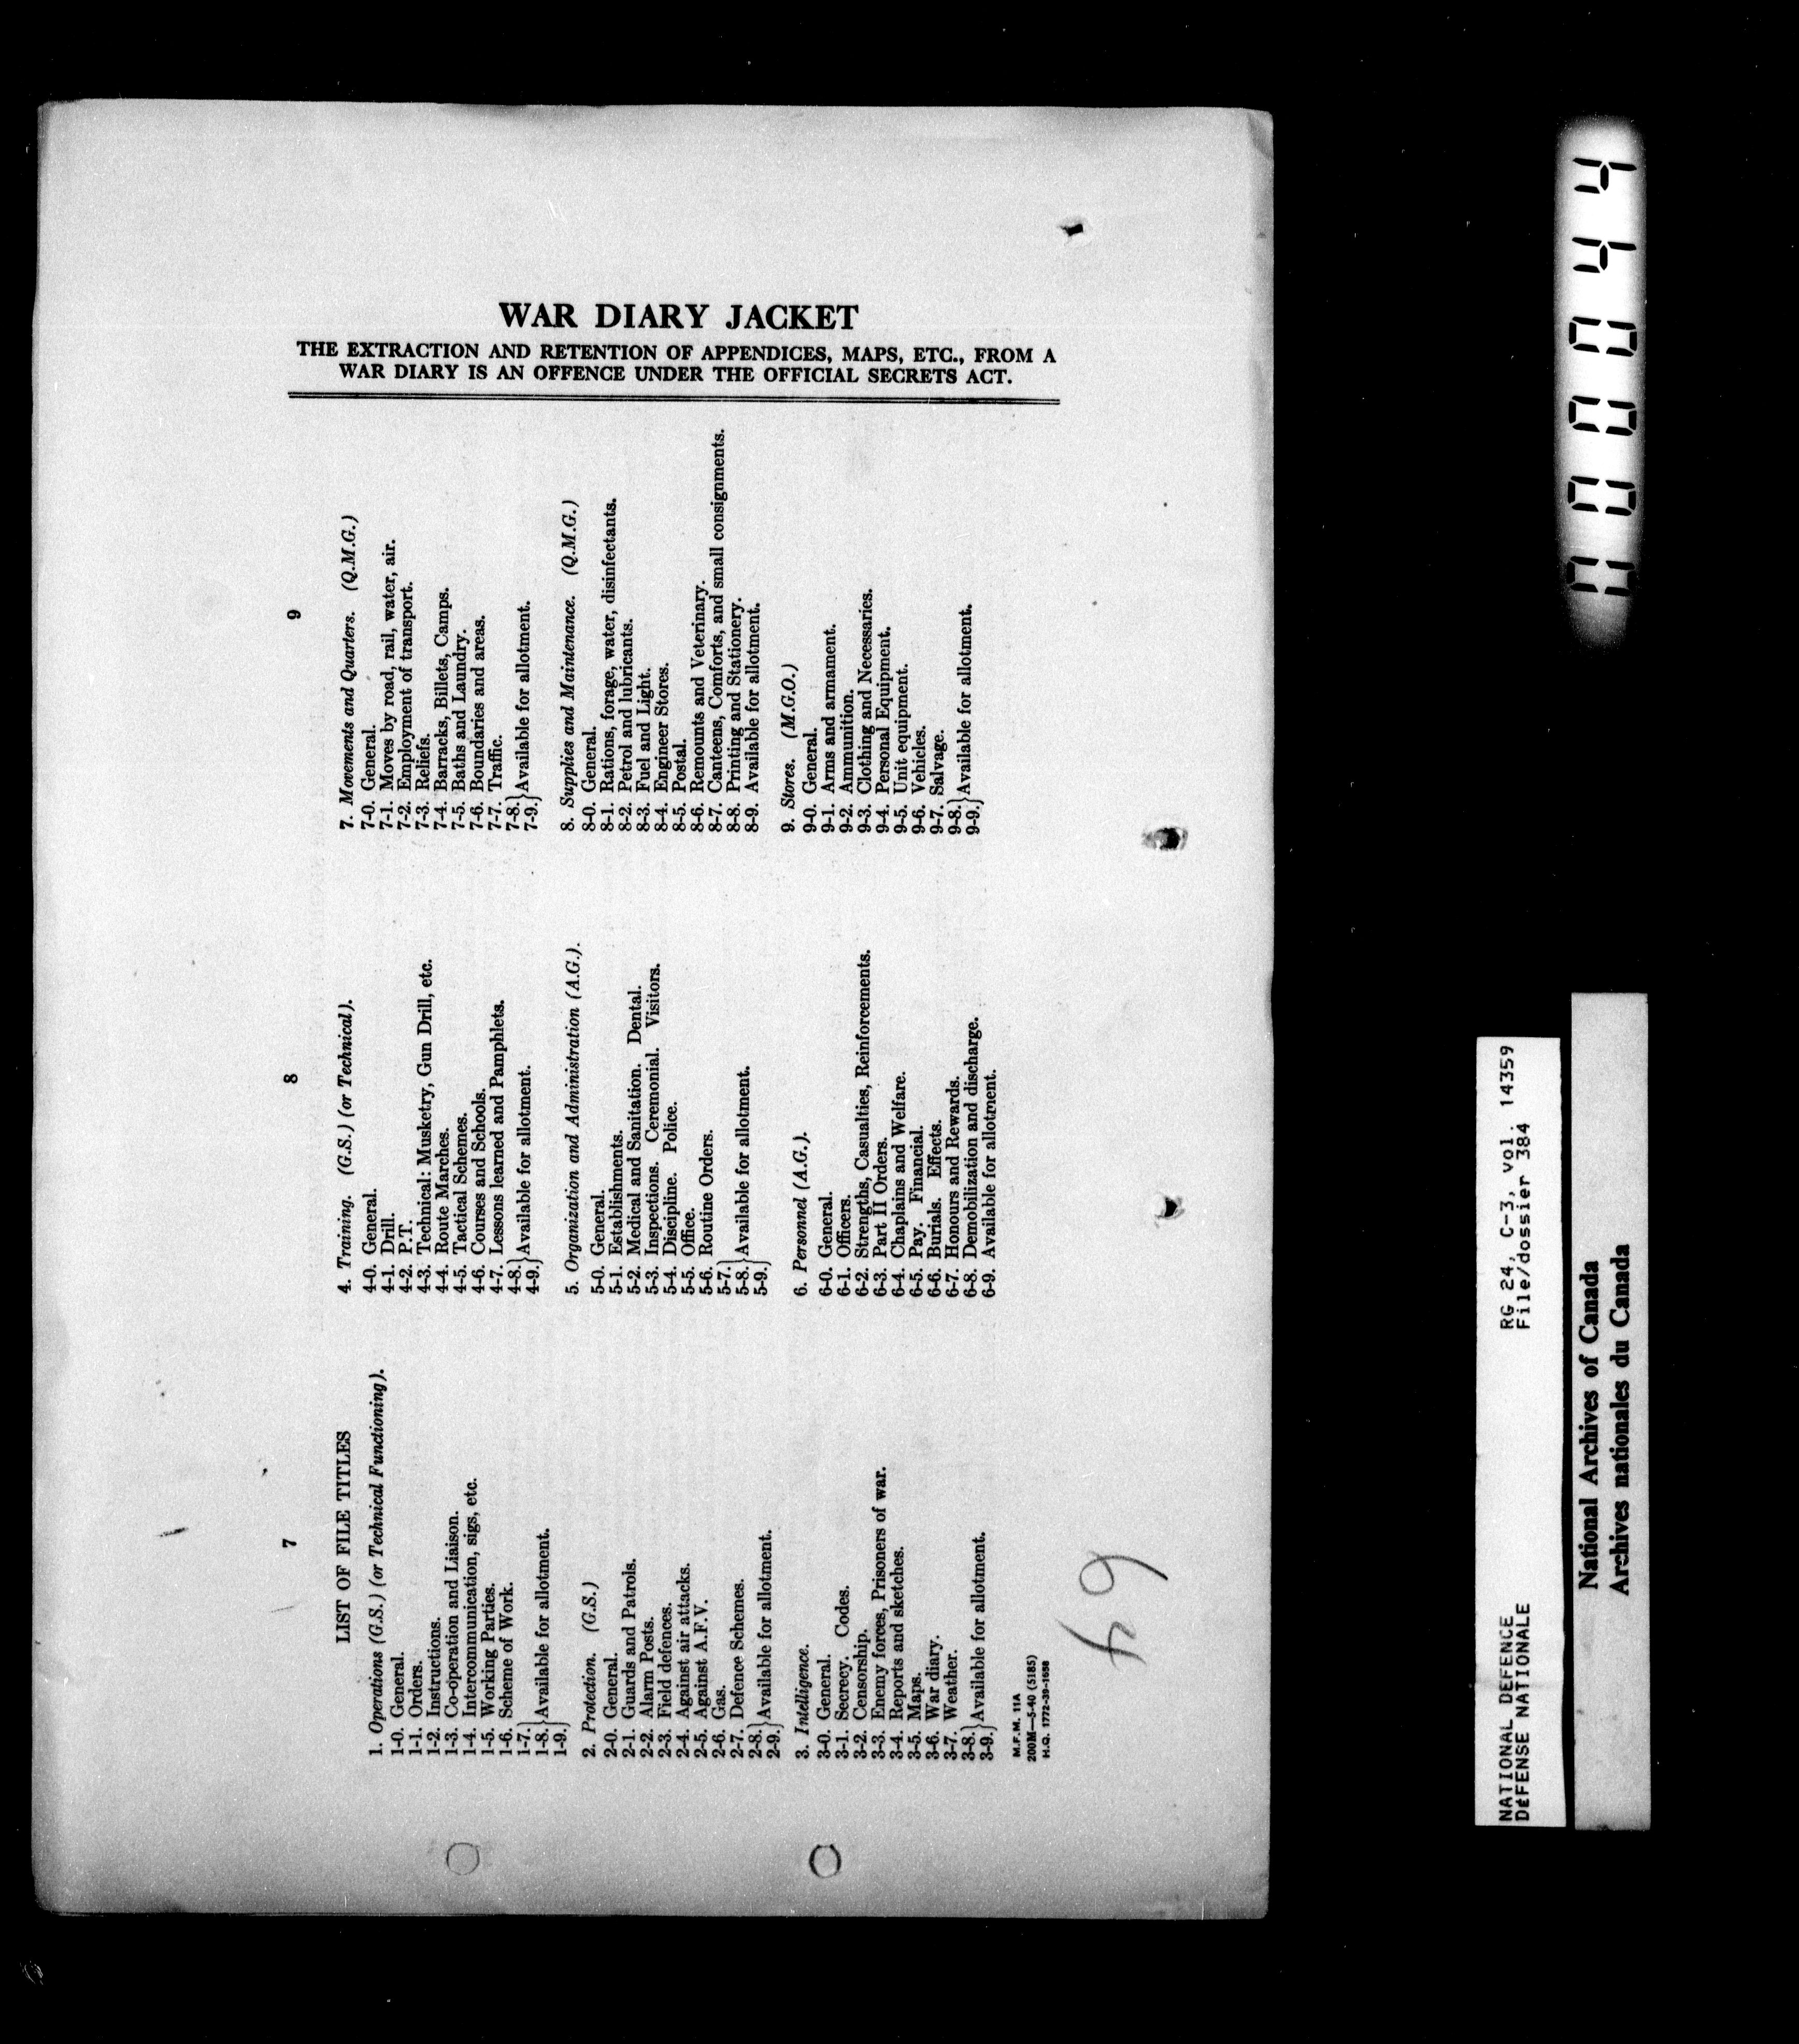 WAR DIARY JACKET
THE EXTRACTION AND RETENTION OF APPENDICES, MAPS, ETC., FROM A
WAR DIARY IS AN OFFENCE UNDER THE OFFICIAL SECRETS ACT.
7
LIST OF FILE TITLES
1. Operations (G.S.) (or Technical Functioning).
1-0. General.
1-1. Orders.
1-2. Instructions.
1-3. Co-operation and Liaison.
1-4. Intercommunication, sigs, etc.
1-5. Working Parties.
1-6. Scheme of Work.
1-7.
1-8. } Available for allotment.
1-9.
2. Protection. (G.S.)
2-0. General.
2-1. Guards and Patrols.
2-2. Alarm Posts.
2-3. Field defences.
2-4. Against air attacks.
2-5. Against A.F.V.
2-6. Gas.
2-7. Defence Schemes.
2-8. } Available for allotment.
2-9.
3. Intelligence.
3-0. General.
3-1. Secrecy. Codes.
3-2. Censorship.
3-3. Enemy forces, Prisoners of war.
3-4. Reports and sketches.
3-5. Maps.
3-6. War diary.
3-7. Weather.
3-8. } Available for allotment.
3-9.
M.F.M. 11A
200M—5-40 (5185)
H.Q. 1772-39-1698
8
4. Training. (G.S.) (or Technical).
4-0. General.
4-1. Drill.
4-2. P.T.
4-3. Technical: Musketry, Gun Drill, etc.
4-4. Route Marches.
4-5. Tactical Schemes.
4-6. Courses and Schools.
4-7. Lessons learned and Pamphlets.
4-8. } Available for allotment.
4-9.
5. Organization and Administration (A.G.).
5-0. General.
5-1. Establishments.
5-2. Medical and Sanitation. Dental.
5-3. Inspections. Ceremonial. Visitors.
5-4. Discipline. Police.
5-5. Office.
5-6. Routine Orders.
5-7.
5-8. } Available for allotment.
5-9.
6. Personnel (A.G.).
6-0. General.
6-1. Officers.
6-2. Strengths, Casualties, Reinforcements.
6-3. Part II Orders.
6-4. Chaplains and Welfare.
6-5. Pay. Financial.
6-6. Burials. Effects.
6-7. Honours and Rewards.
6-8. Demobilization and discharge.
6-9. Available for allotment.
9
7. Movements and Quarters. (Q.M.G.)
7-0. General.
7-1. Moves by road, rail, water, air.
7-2. Employment of transport.
7-3. Reliefs.
7-4. Barracks, Billets, Camps.
7-5. Baths and Laundry.
7-6. Boundaries and areas.
7-7. Traffic.
7-8. } Available for allotment.
7-9.
8. Supplies and Maintenance. (Q.M.G.)
8-0. General.
8-1. Rations, forage, water, disinfectants.
8-2. Petrol and lubricants.
8-3. Fuel and Light.
8-4. Engineer Stores.
8-5. Postal.
8-6. Remounts and Veterinary.
8-7. Canteens, Comforts, and small consignments.
8-8. Printing and Stationery.
8-9. Available for allotment.
9. Stores. (M.G.O.)
9-0. General.
9-1. Arms and armament.
9-2. Ammunition.
9-3. Clothing and Necessaries.
9-4. Personal Equipment.
9-5. Unit equipment.
9-6. Vehicles.
9-7. Salvage.
9-8. } Available for allotment.
9-9.
64
NATIONAL DEFENCE RG 24, C-3, vol. 14359
DéFENSE NATIONALE File/dossier 384
National Archives of Canada
Archives nationales du Canada
000044